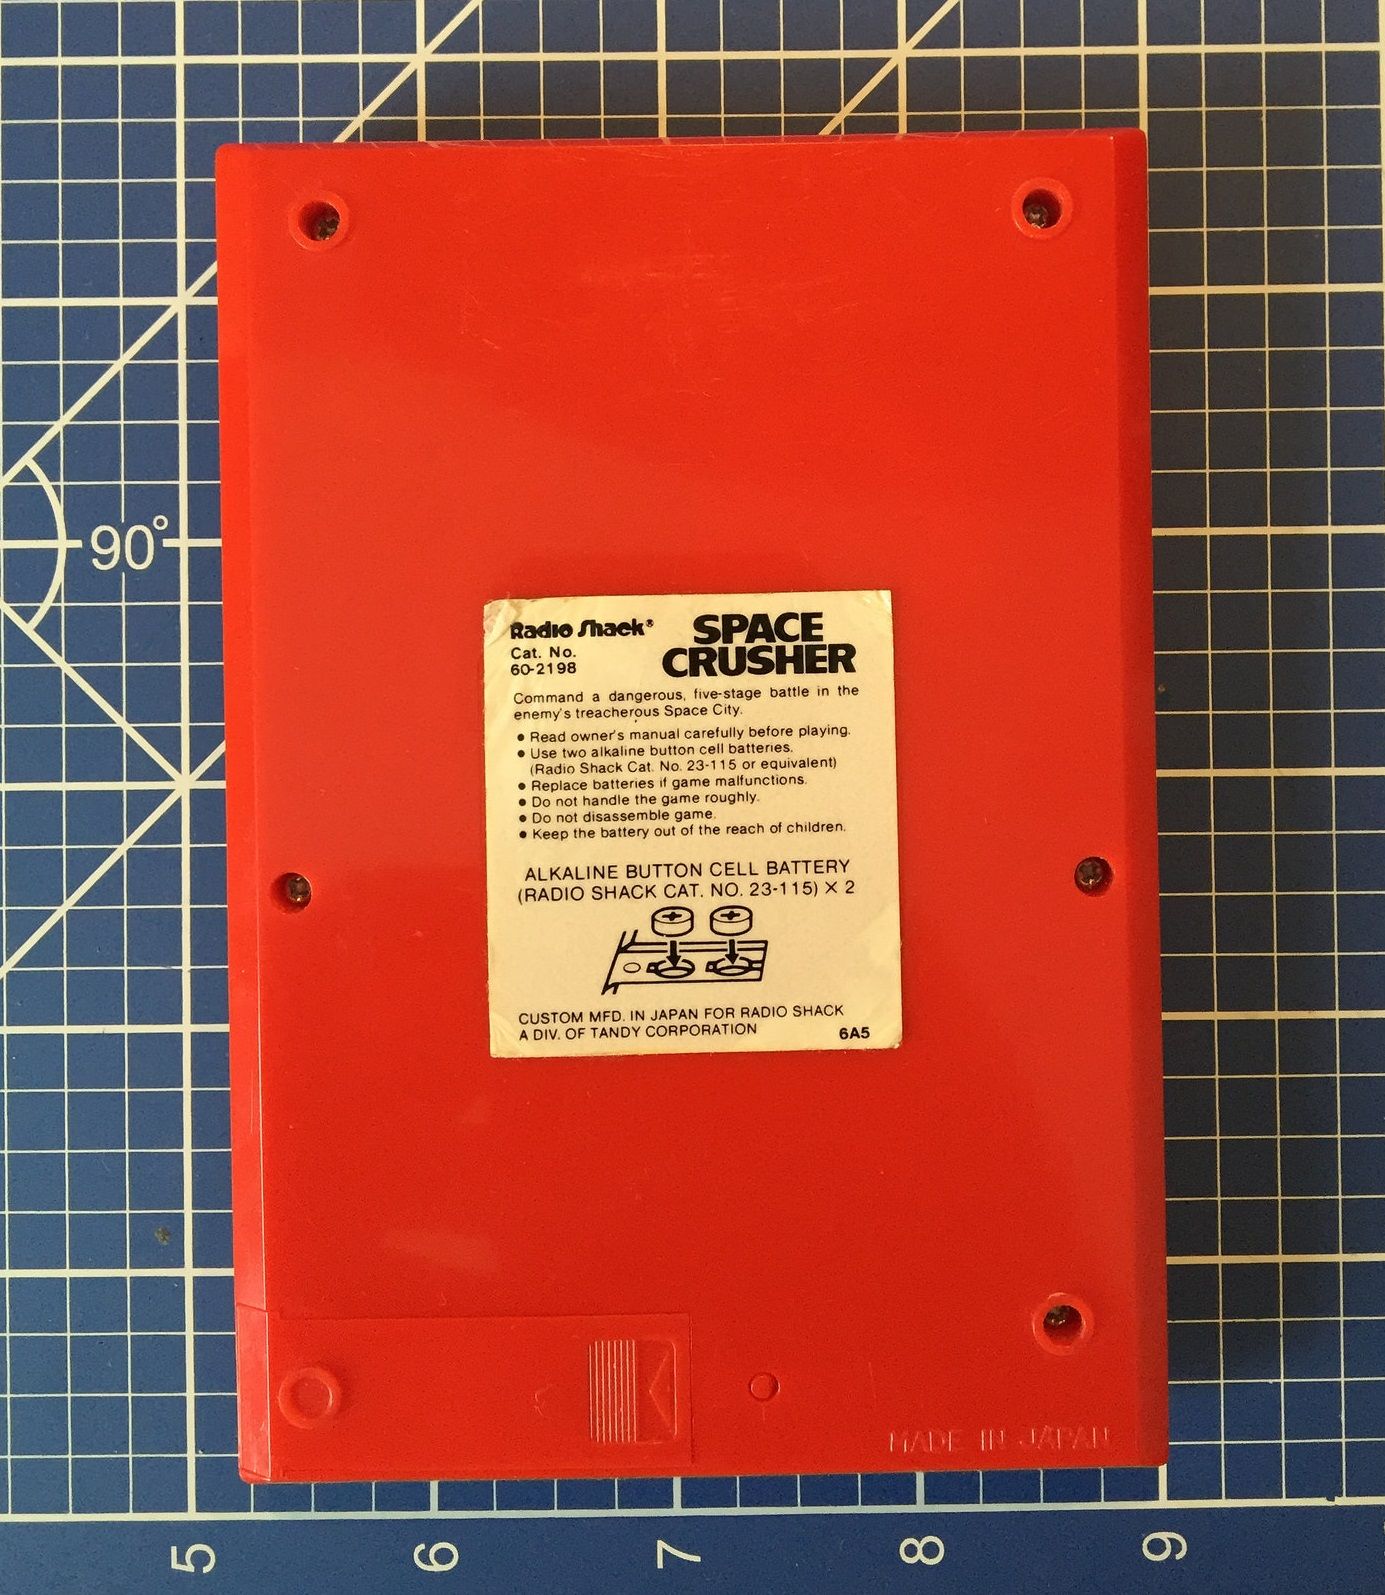 90°
Radio Shack®
SPACE
CRUSHER
Cat. No.
60-2198
Command a dangerous, five-stage battle in the
enemy's treacherous Space City.
● Read owner's manual carefully before playing.
● Use two alkaline button cell batteries.
(Radio Shack Cat. No. 23-115 or equivalent)
● Replace batteries if game malfunctions.
● Do not handle the game roughly.
● Do not disassemble game.
● Keep the battery out of the reach of children.
ALKALINE BUTTON CELL BATTERY
(RADIO SHACK CAT. NO. 23-115) X 2
CUSTOM MFD. IN JAPAN FOR RADIO SHACK
A DIV. OF TANDY CORPORATION 6A5
MADE IN JAPAN
5 6 7 8 9